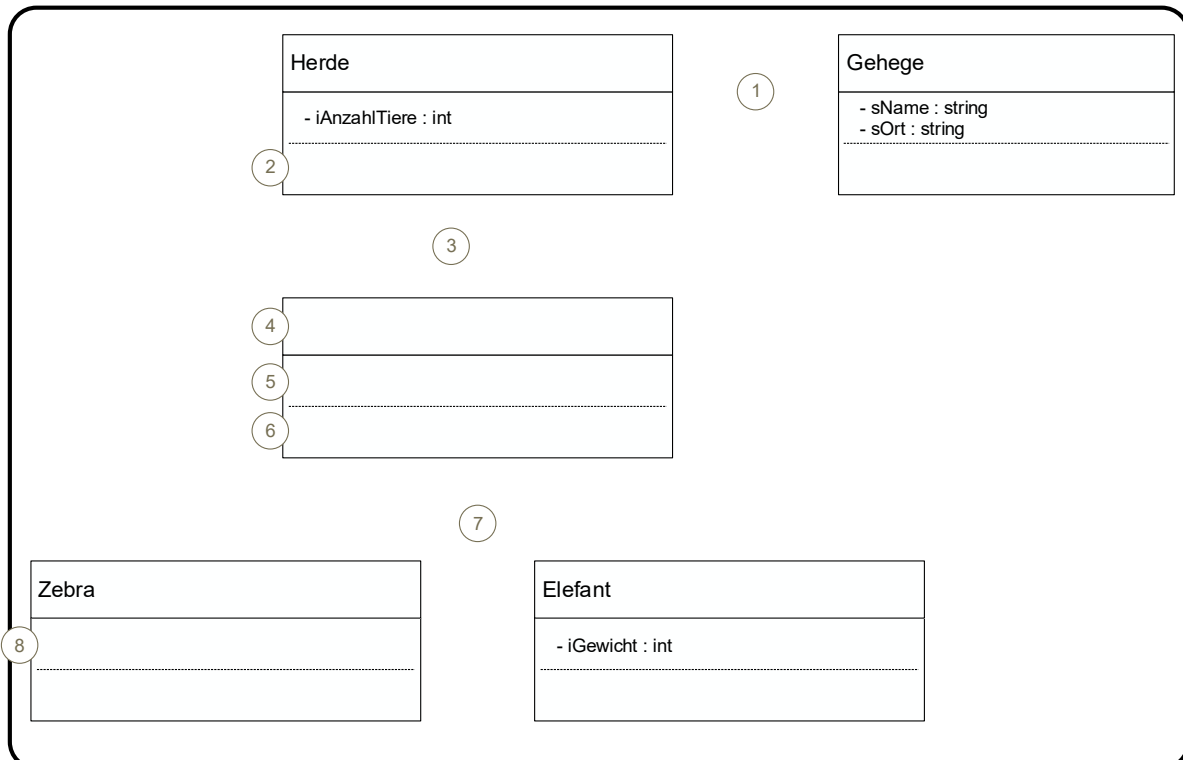 Herde
Gehege
1
- iAnzahlTiere : int
- sName : string
- sOrt : string
2
3
4
5
6
7
Zebra
Elefant
8
- iGewicht : int